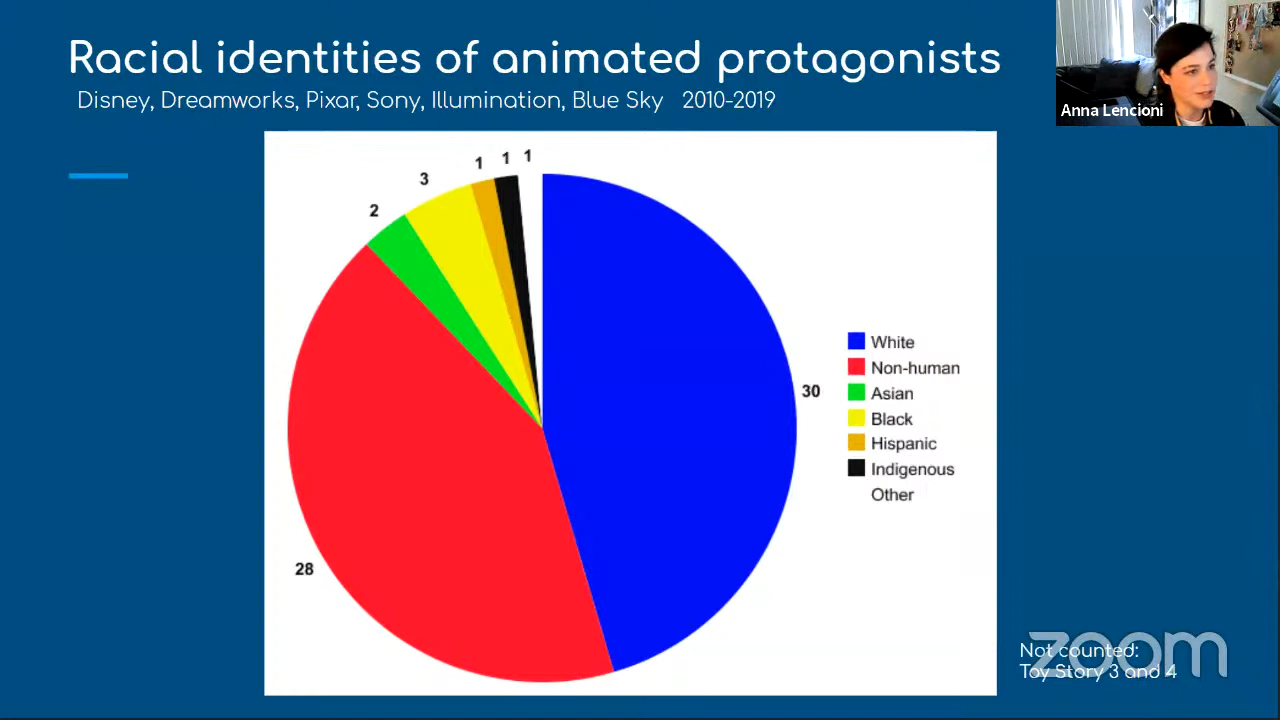 Racial identities of animated protagonists
Disney, Dreamworks, Pixar, Sony, Illumination, Blue Sky 2010-2019
Anna Lencioni
1 1 1
3
2
30
28
White
Non-human
Asian
Black
Hispanic
Indigenous
Other
Not counted:
Toy Story 3 and 4
zoom